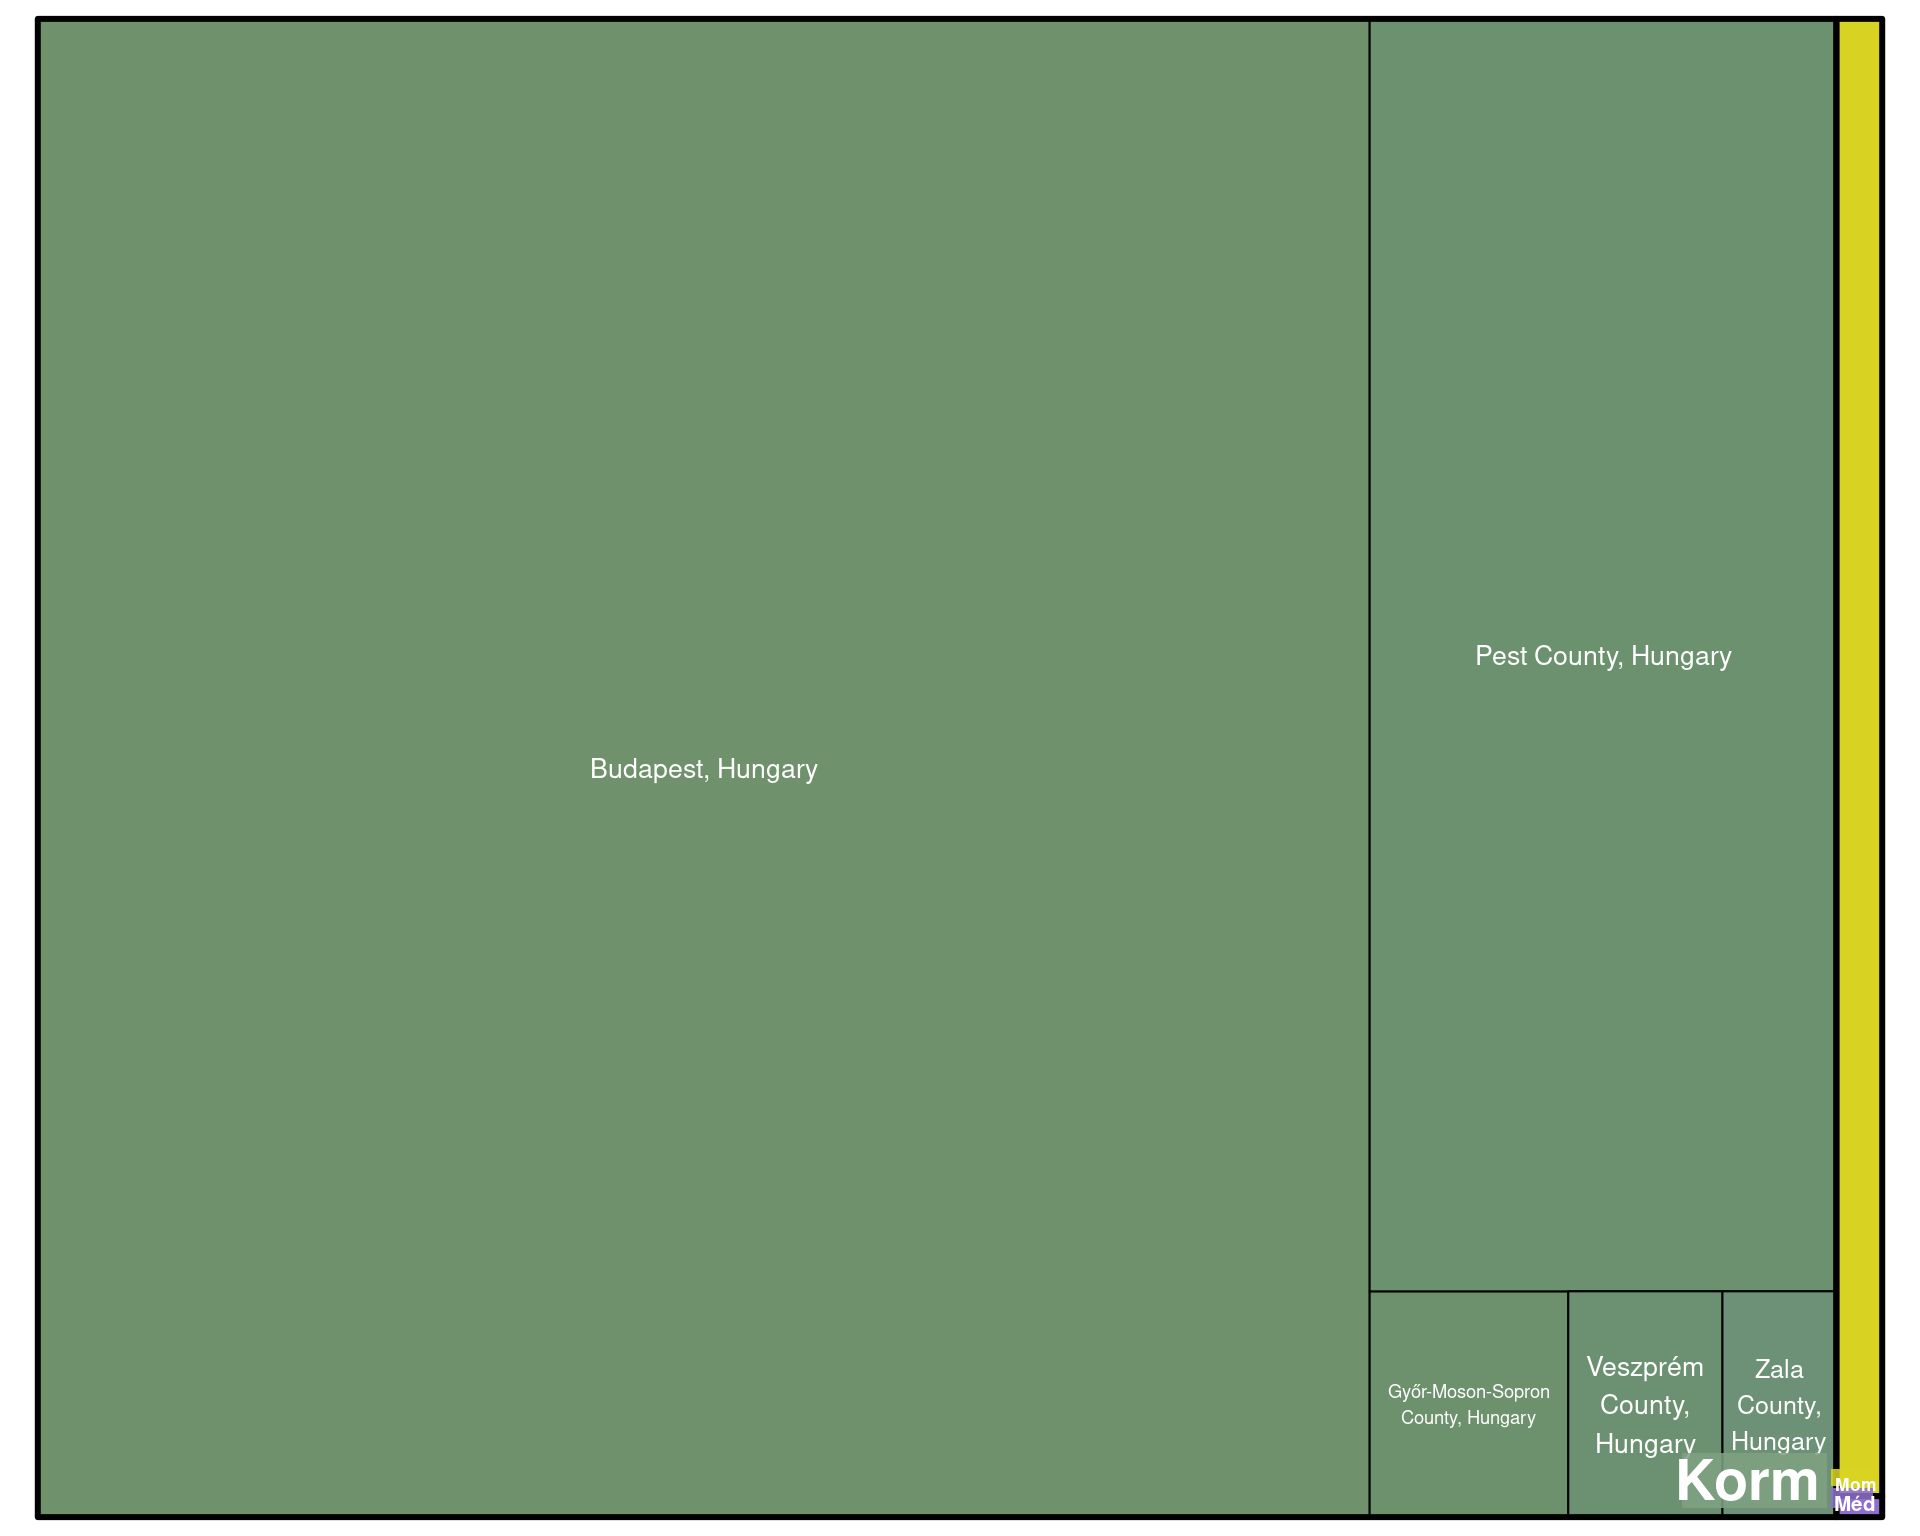 Budapest, Hungary
Pest County, Hungary
Győr-Moson-Sopron
County, Hungary
Veszprém
County,
Hungary
Zala
County,
Hungary
Korm
Mom
Méd